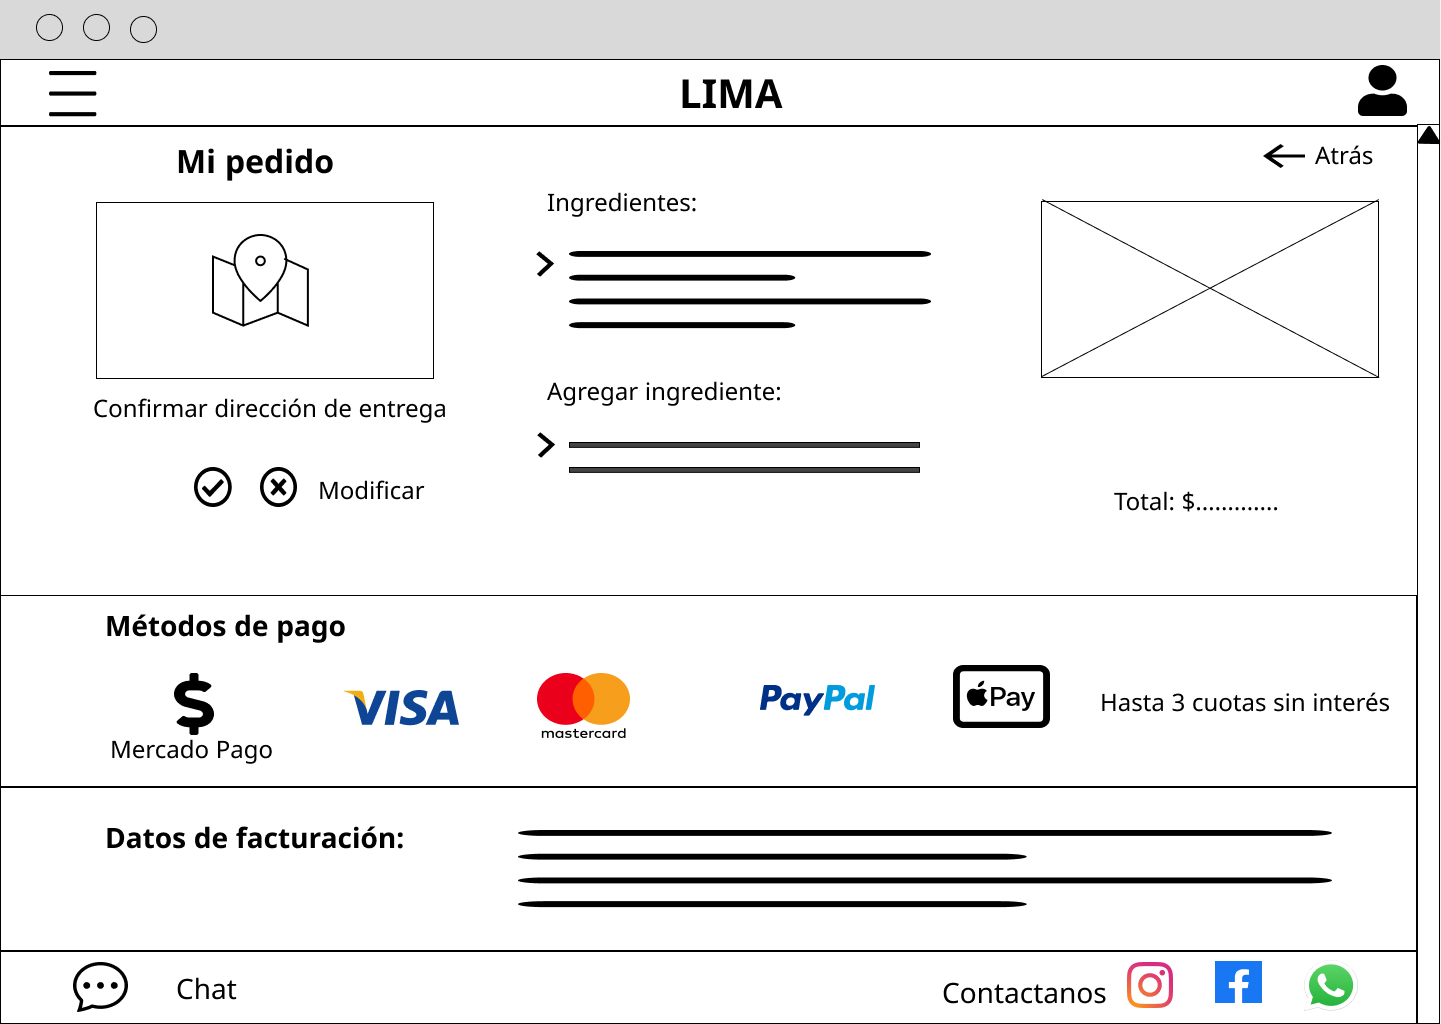 LIMA
Mi pedido
Atrás
Ingredientes:
Confirmar dirección de entrega
Agregar ingrediente:
Modificar
Total: $.............
Métodos de pago
VISA
mastercard
PayPal
Pay
Hasta 3 cuotas sin interés
Mercado Pago
Datos de facturación:
Chat
Contactanos